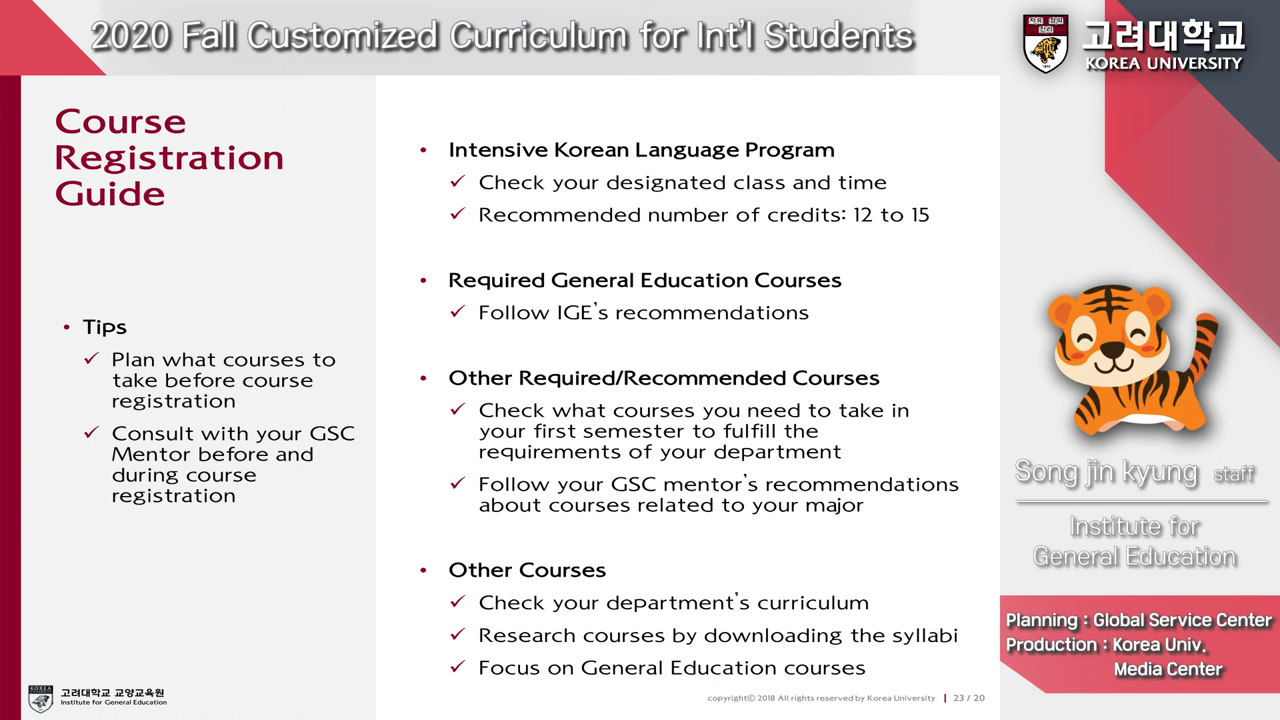 2020 Fall Customized Curriculum for Int'l Students
고려대학교
KOREA UNIVERSITY
Course
Registration
Guide
• Tips
✓ Plan what courses to
take before course
registration
✓ Consult with your GSC
Mentor before and
during course
registration
• Intensive Korean Language Program
✓ Check your designated class and time
✓ Recommended number of credits: 12 to 15
• Required General Education Courses
✓ Follow IGE's recommendations
• Other Required/Recommended Courses
✓ Check what courses you need to take in
your first semester to fulfill the
requirements of your department
✓ Follow your GSC mentor's recommendations
about courses related to your major
• Other Courses
✓ Check your department's curriculum
✓ Research courses by downloading the syllabi
✓ Focus on General Education courses
Song jin kyung staff
Institute for
General Education
Planning : Global Service Center
Production : Korea Univ.
Media Center
KOREA
고려대학교 교양교육원
Institute for General Education
copyrightⓒ 2018 All rights reserved by Korea University | 23 / 20